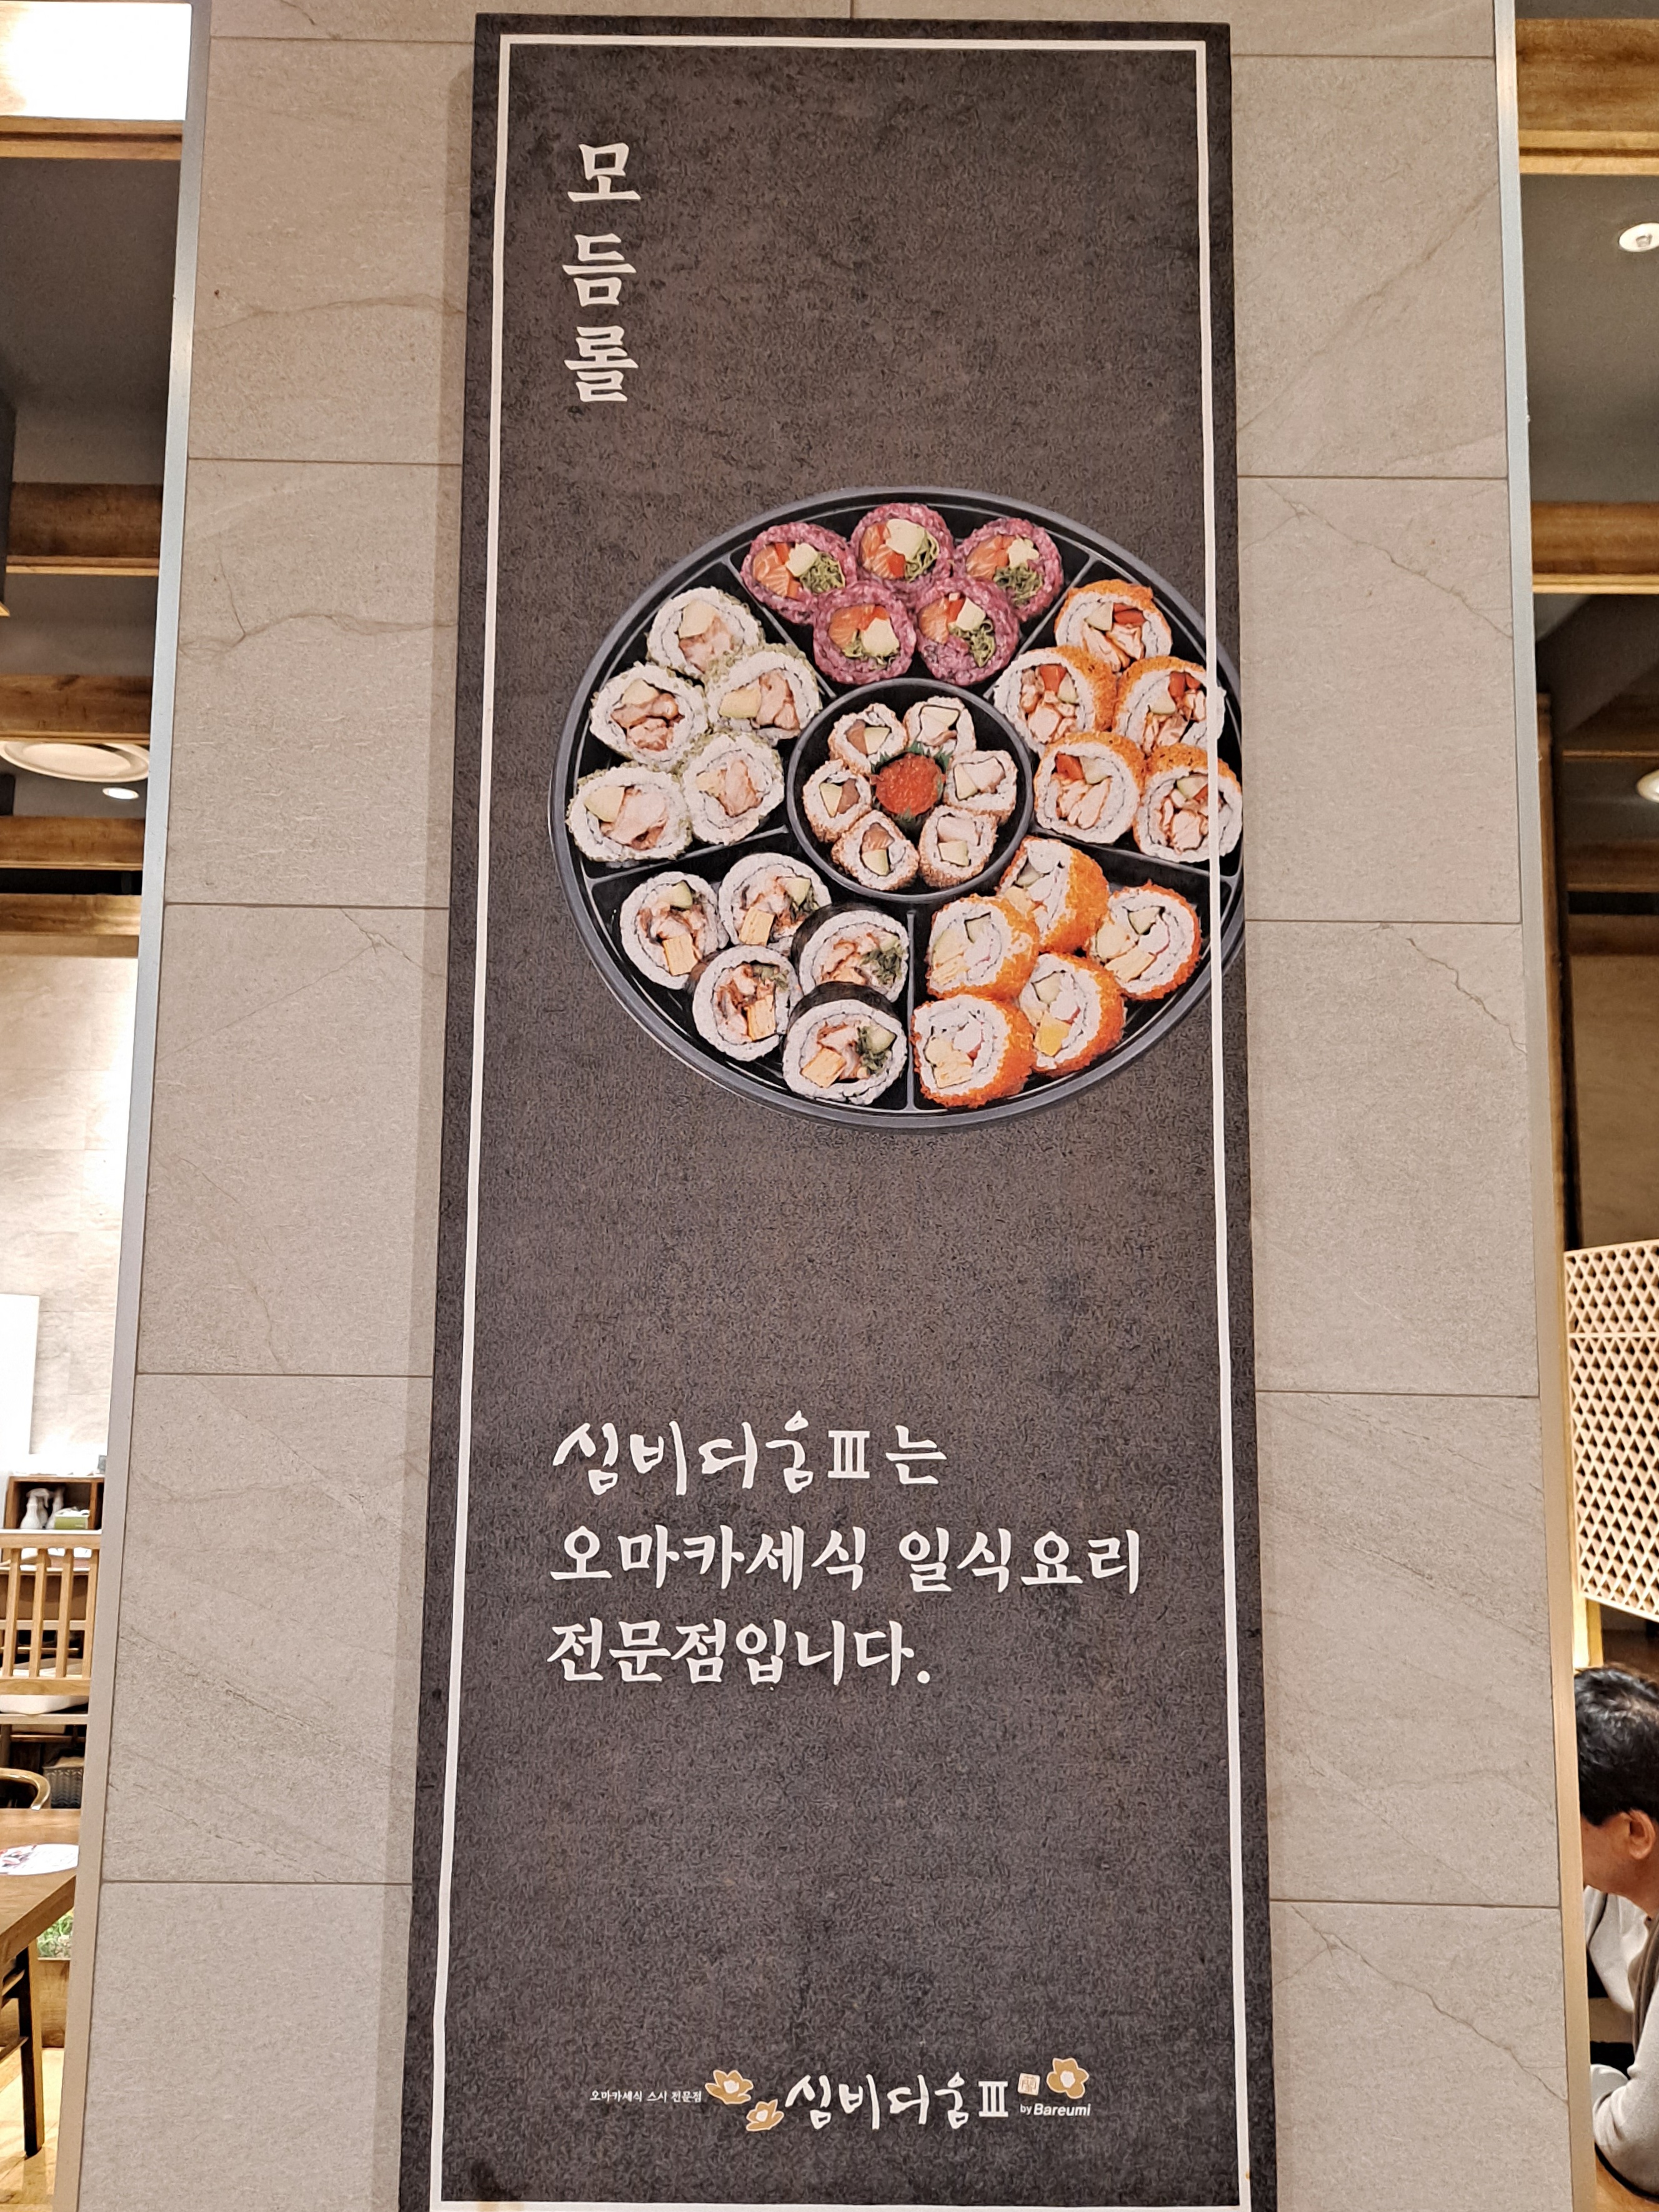 모듬롤
심비디움Ⅲ는
오마카세식 일식요리
전문점입니다.
오마카세식 스시 전문점 심비디움Ⅲ
by Bareumi